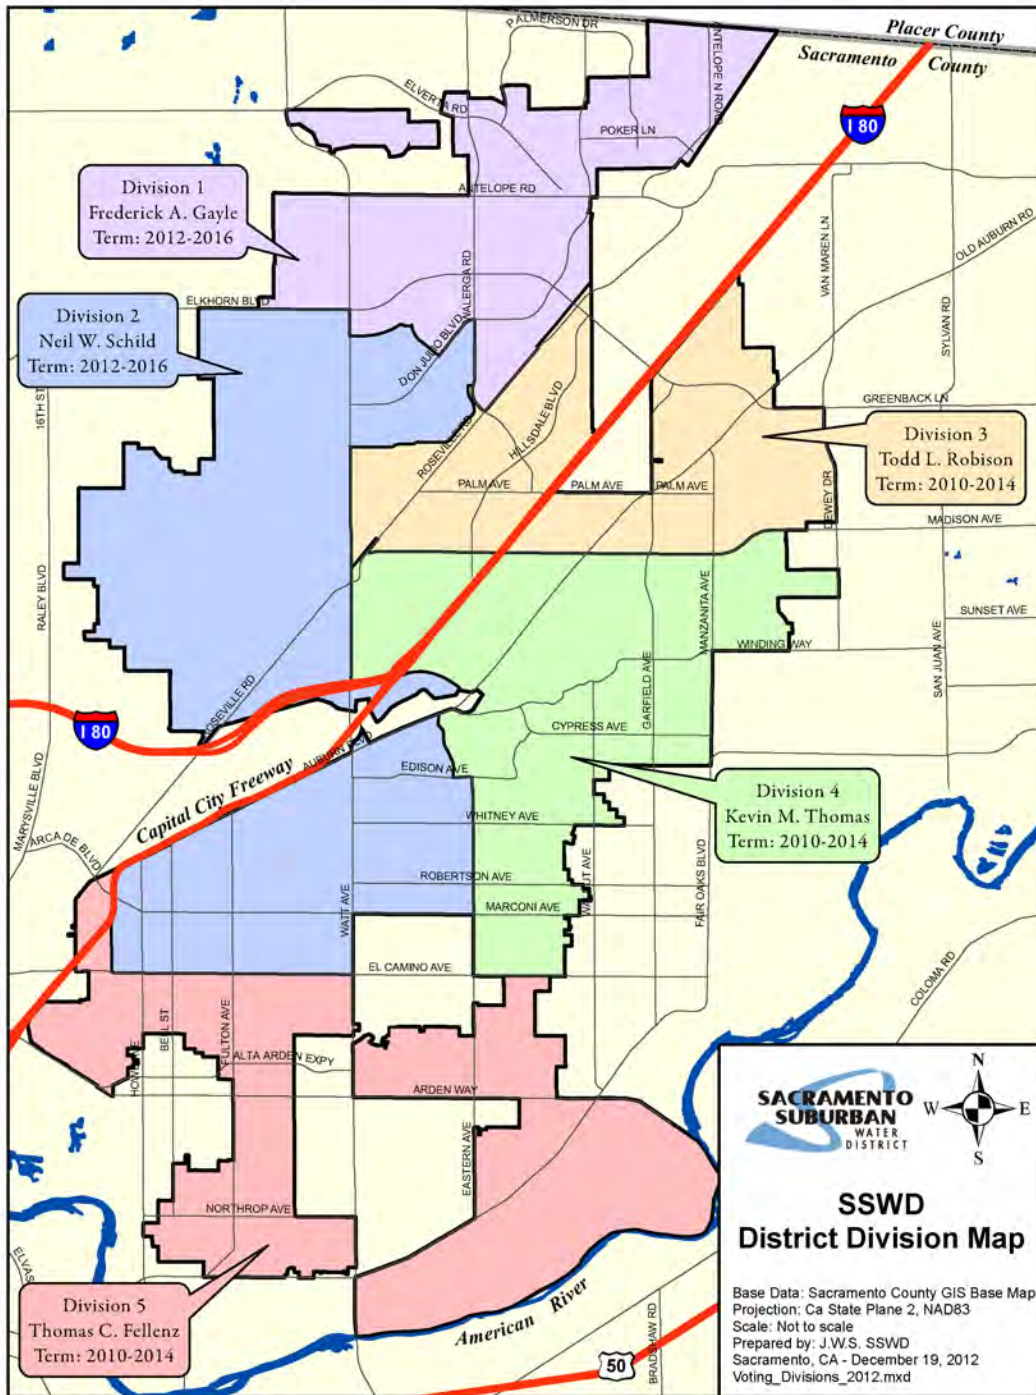 PALMERSON DR
ANTELOPE N ROAD
Placer County
Sacramento County
ELVERTA RD
I 80
POKER LN
Division 1
Frederick A. Gayle
Term: 2012-2016
ANTELOPE RD
VAN MAREN LN
OLD AUBURN RD
WALERGA RD
ELKHORN BLVD
Division 2
Neil W. Schild
Term: 2012-2016
DON JULIO BLVD
SYLVAN RD
16TH ST
HILLSDALE BLVD
ROSEVILLE RD
GREENBACK LN
Division 3
Todd L. Robison
Term: 2010-2014
PALM AVE
PALM AVE
PALM AVE
DEWEY DR
MADISON AVE
RALEY BLVD
MANZANITA AVE
SUNSET AVE
WINDING WAY
SAN JUAN AVE
GARFIELD AVE
ROSEVILLE RD
I 80
CYPRESS AVE
AUBURN BLVD
EDISON AVE
Capital City Freeway
MARYSVILLE BLVD
Division 4
Kevin M. Thomas
Term: 2010-2014
WHITNEY AVE
ARCADE BLVD
ROBERTSON AVE
WALNUT AVE
FAIR OAKS BLVD
MARCONI AVE
WATT AVE
EL CAMINO AVE
COLOMA RD
BELL ST
FULTON AVE
HOWE AVE
ALTA ARDEN EXPY
ARDEN WAY
EASTERN AVE
NORTHROP AVE
Division 5
Thomas C. Fellenz
Term: 2010-2014
American River
50
BRADSHAW RD
SACRAMENTO
SUBURBAN
WATER
DISTRICT
N
W E
S
SSWD
District Division Map
Base Data: Sacramento County GIS Base Map
Projection: Ca State Plane 2, NAD83
Scale: Not to scale
Prepared by: J.W.S. SSWD
Sacramento, CA - December 19, 2012
Voting_Divisions_2012.mxd